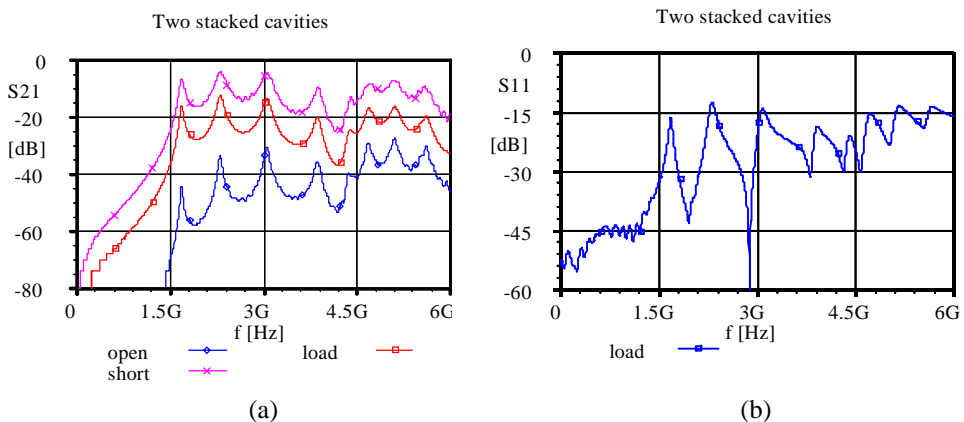 Two stacked cavities
0
S21
-20
[dB]
-40
-60
-80
0
1.5G
3G
4.5G
6G
f [Hz]
open
load
short
(a)
Two stacked cavities
0
S11
-15
[dB]
-30
-45
-60
0
1.5G
3G
4.5G
6G
f [Hz]
load
(b)